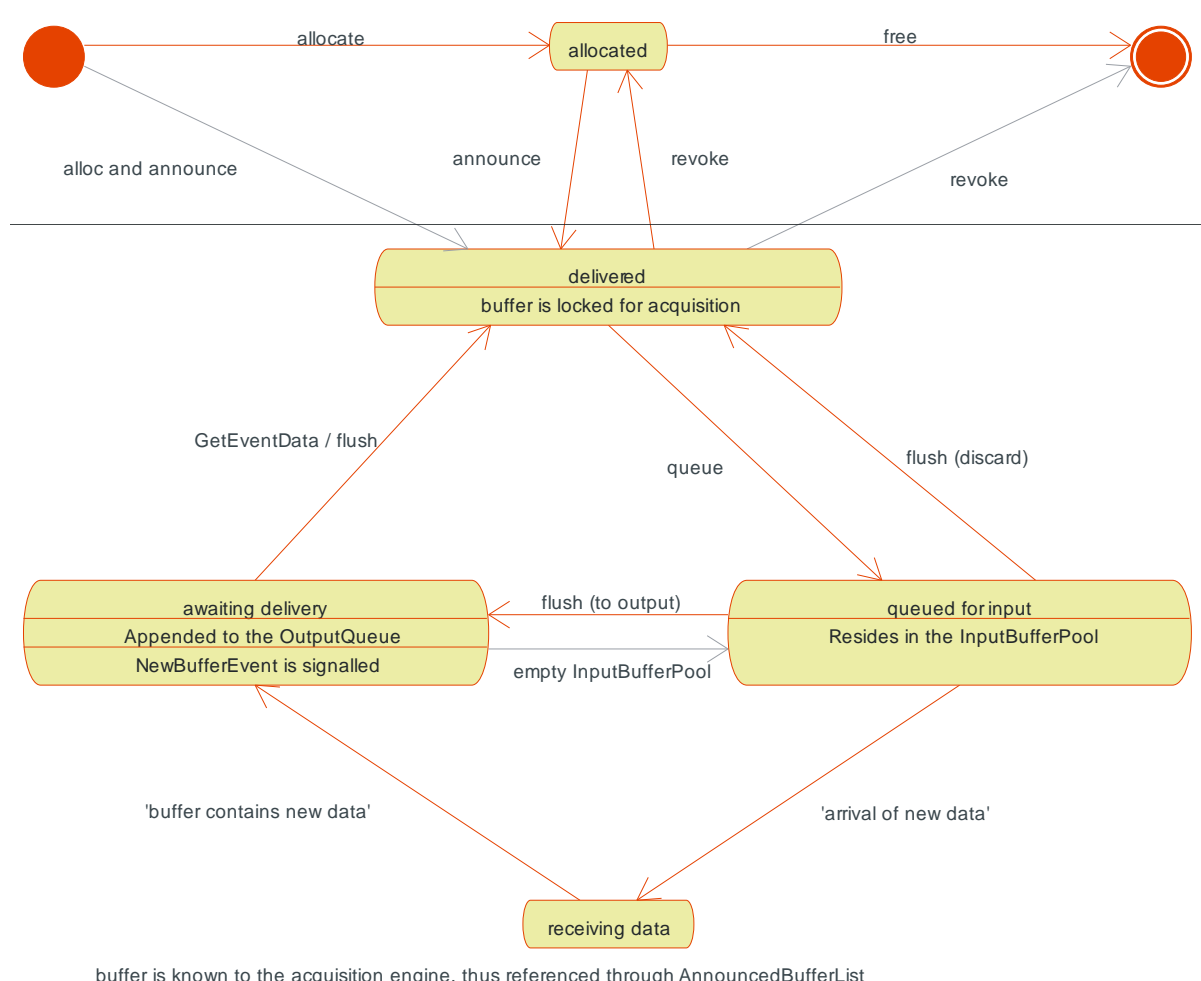 allocate
allocated
free
announce
revoke
alloc and announce
revoke
delivered
buffer is locked for acquisition
GetEventData / flush
queue
flush (discard)
awaiting delivery
Appended to the OutputQueue
NewBufferEvent is signalled
flush (to output)
empty InputBufferPool
queued for input
Resides in the InputBufferPool
'buffer contains new data'
'arrival of new data'
receiving data
buffer is known to the acquisition engine, thus referenced through AnnouncedBufferList